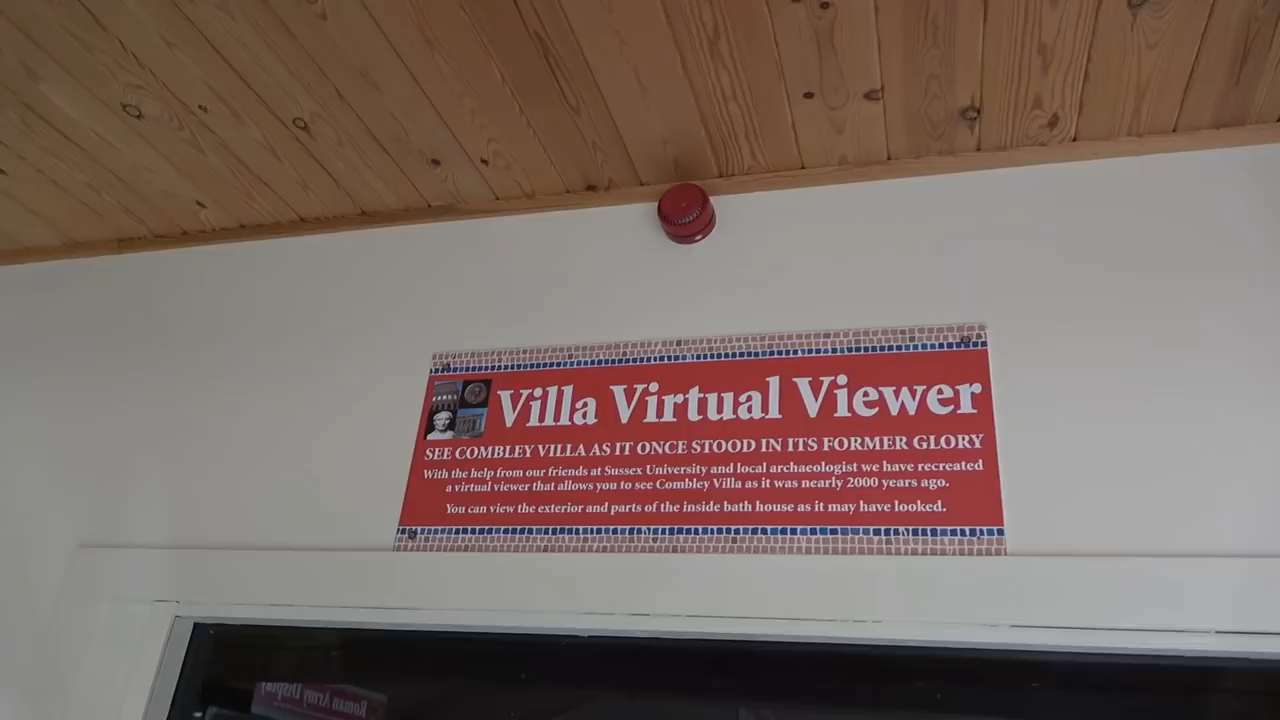 Villa Virtual Viewer
SEE COMBLEY VILLA AS IT ONCE STOOD IN ITS FORMER GLORY
With the help from our friends at Sussex University and local archaeologist we have recreated
a virtual viewer that allows you to see Combley Villa as it was nearly 2000 years ago.
You can view the exterior and parts of the inside bath house as it may have looked.
Roman Army Display